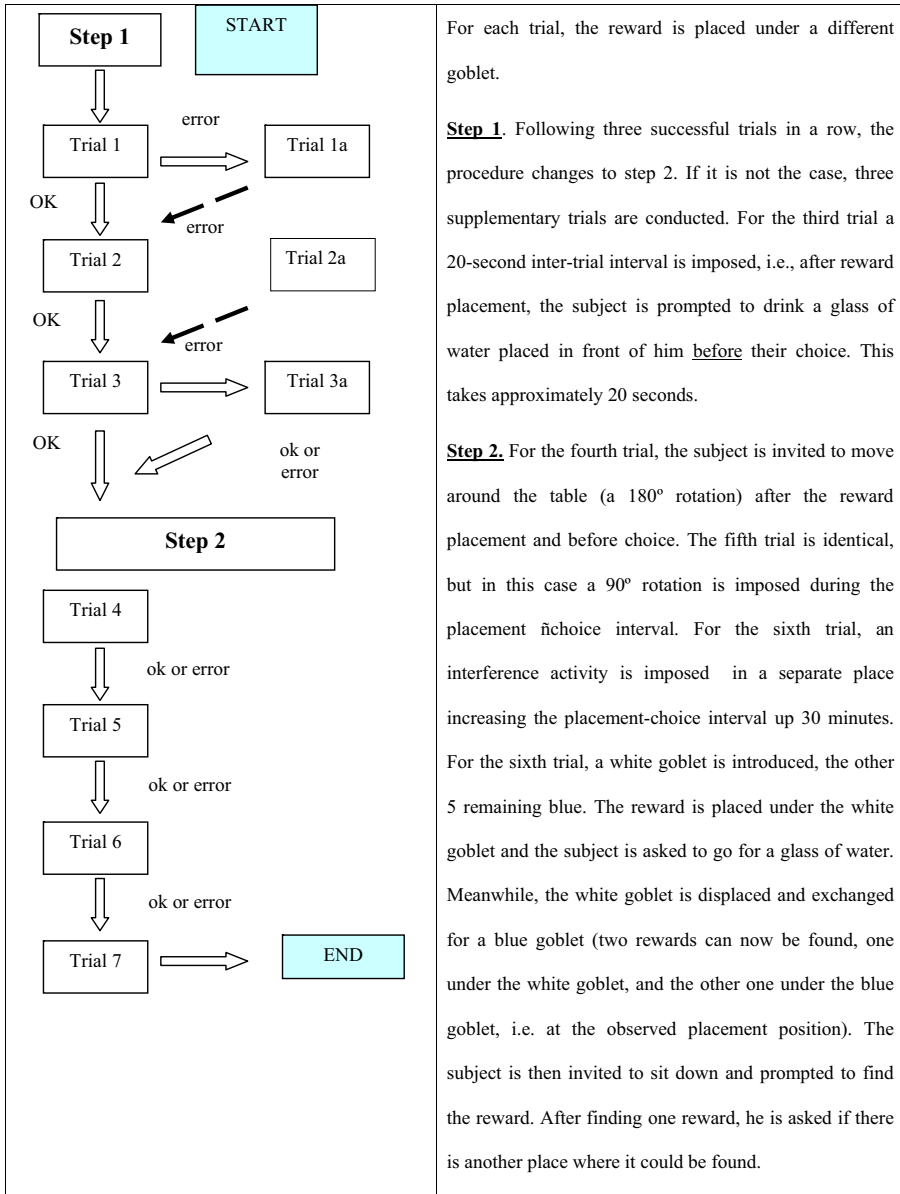 Step 1
START
error
Trial 1
Trial 1a
OK
error
Trial 2
Trial 2a
OK
error
Trial 3
Trial 3a
OK
ok or
error
Step 2
Trial 4
ok or error
Trial 5
ok or error
Trial 6
ok or error
Trial 7
END
For each trial, the reward is placed under a different
goblet.
Step 1. Following three successful trials in a row, the
procedure changes to step 2. If it is not the case, three
supplementary trials are conducted. For the third trial a
20-second inter-trial interval is imposed, i.e., after reward
placement, the subject is prompted to drink a glass of
water placed in front of him before their choice. This
takes approximately 20 seconds.
Step 2. For the fourth trial, the subject is invited to move
around the table (a 180º rotation) after the reward
placement and before choice. The fifth trial is identical,
but in this case a 90º rotation is imposed during the
placement ñchoice interval. For the sixth trial, an
interference activity is imposed in a separate place
increasing the placement-choice interval up 30 minutes.
For the sixth trial, a white goblet is introduced, the other
5 remaining blue. The reward is placed under the white
goblet and the subject is asked to go for a glass of water.
Meanwhile, the white goblet is displaced and exchanged
for a blue goblet (two rewards can now be found, one
under the white goblet, and the other one under the blue
goblet, i.e. at the observed placement position). The
subject is then invited to sit down and prompted to find
the reward. After finding one reward, he is asked if there
is another place where it could be found.